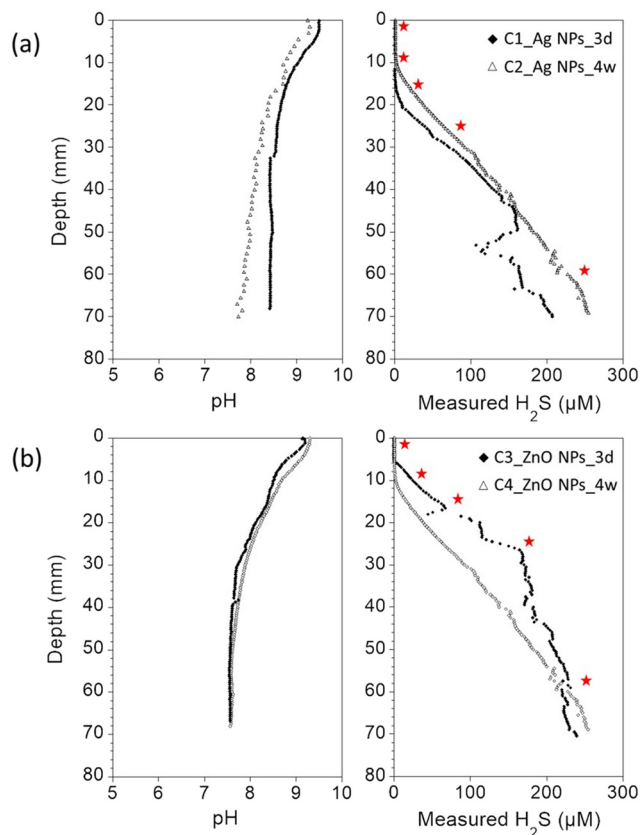 (a)
0
10
20
30
40
50
60
70
80
Depth (mm)
5 6 7 8 9 10
pH
0
10
20
30
40
50
60
70
80
C1_Ag NPs_3d
C2_Ag NPs_4w
0 100 200 300
Measured H2S (µM)
(b)
0
10
20
30
40
50
60
70
80
Depth (mm)
5 6 7 8 9 10
pH
0
10
20
30
40
50
60
70
80
C3_ZnO NPs_3d
C4_ZnO NPs_4w
0 100 200 300
Measured H2S (µM)